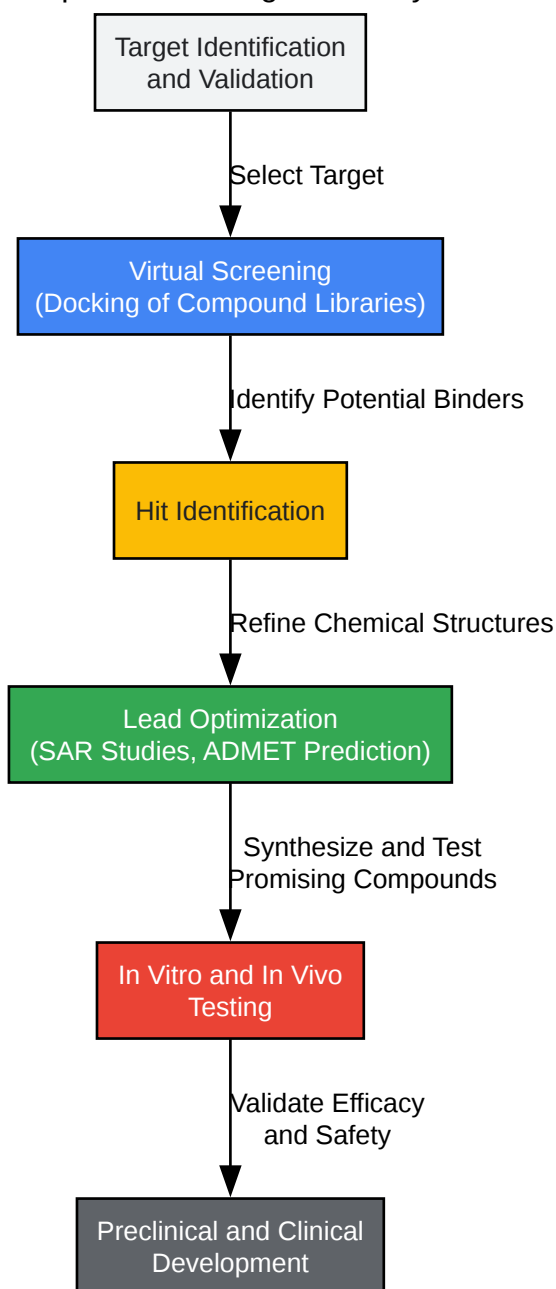 Target Identification
and Validation
Select Target
Virtual Screening
(Docking of Compound Libraries)
Identify Potential Binders
Hit Identification
Refine Chemical Structures
Lead Optimization
(SAR Studies, ADMET Prediction)
Synthesize and Test
Promising Compounds
In Vitro and In Vivo
Testing
Validate Efficacy
and Safety
Preclinical and Clinical
Development